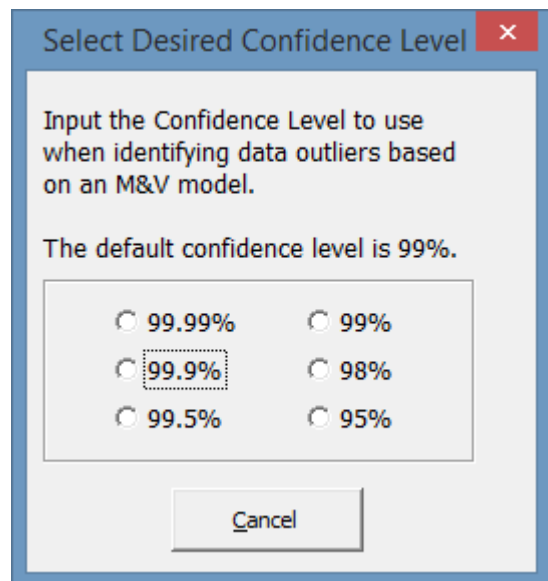 Select Desired Confidence Level
Input the Confidence Level to use
when identifying data outliers based
on an M&V model.
The default confidence level is 99%.
99.99% 99%
99.9% 98%
99.5% 95%
Cancel